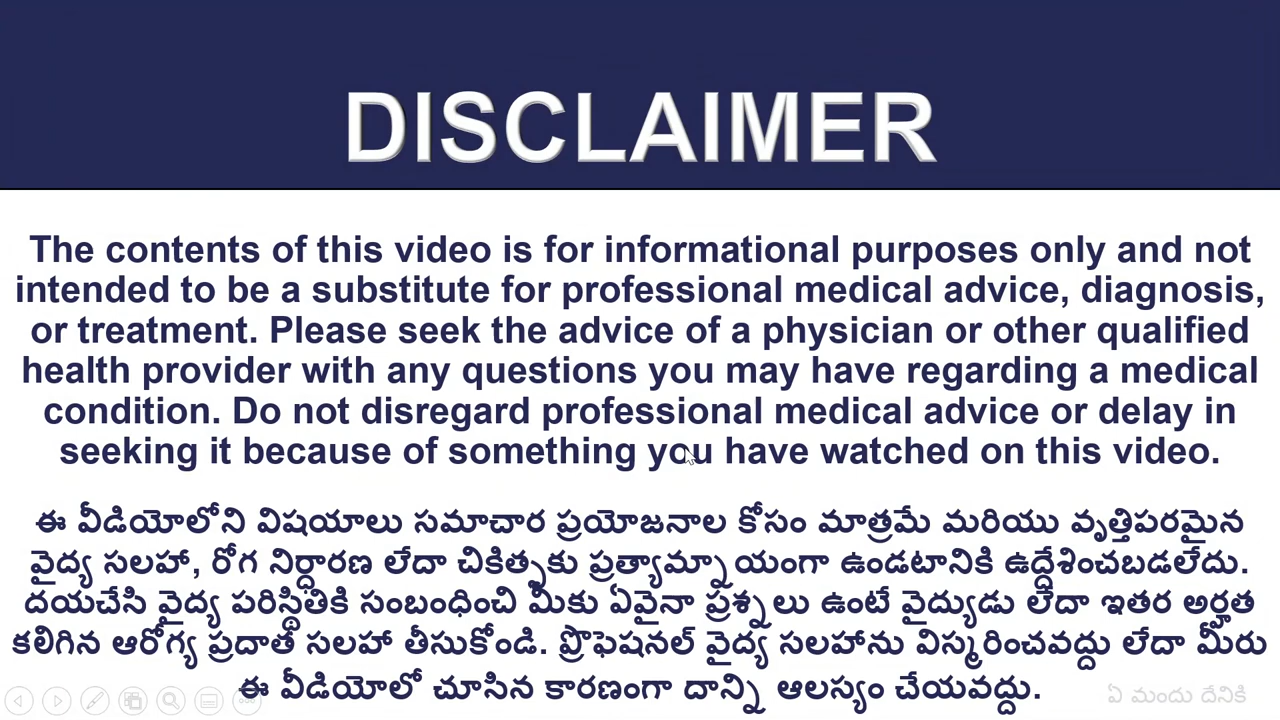 DISCLAIMER
The contents of this video is for informational purposes only and not
intended to be a substitute for professional medical advice, diagnosis,
or treatment. Please seek the advice of a physician or other qualified
health provider with any questions you may have regarding a medical
condition. Do not disregard professional medical advice or delay in
seeking it because of something you have watched on this video.
ఈ వీడియోలోని విషయాలు సమాచార ప్రయోజనాల కోసం మాత్రమే మరియు వృత్తిపరమైన
వైద్య సలహా, రోగ నిర్ధారణ లేదా చికిత్సకు ప్రత్యామ్నాయంగా ఉండటానికి ఉద్దేశించబడలేదు.
దయచేసి వైద్య పరిస్థితికి సంబంధించి మీకు ఏవైనా ప్రశ్నలు ఉంటే వైద్యుడు లేదా ఇతర అర్హత
కలిగిన ఆరోగ్య ప్రదాత సలహా తీసుకోండి. ప్రొఫెషనల్ వైద్య సలహాను విస్మరించవద్దు లేదా మీరు
ఈ వీడియోలో చూసిన కారణంగా దాన్ని ఆలస్యం చేయవద్దు.
ఏ మందు దేనికి